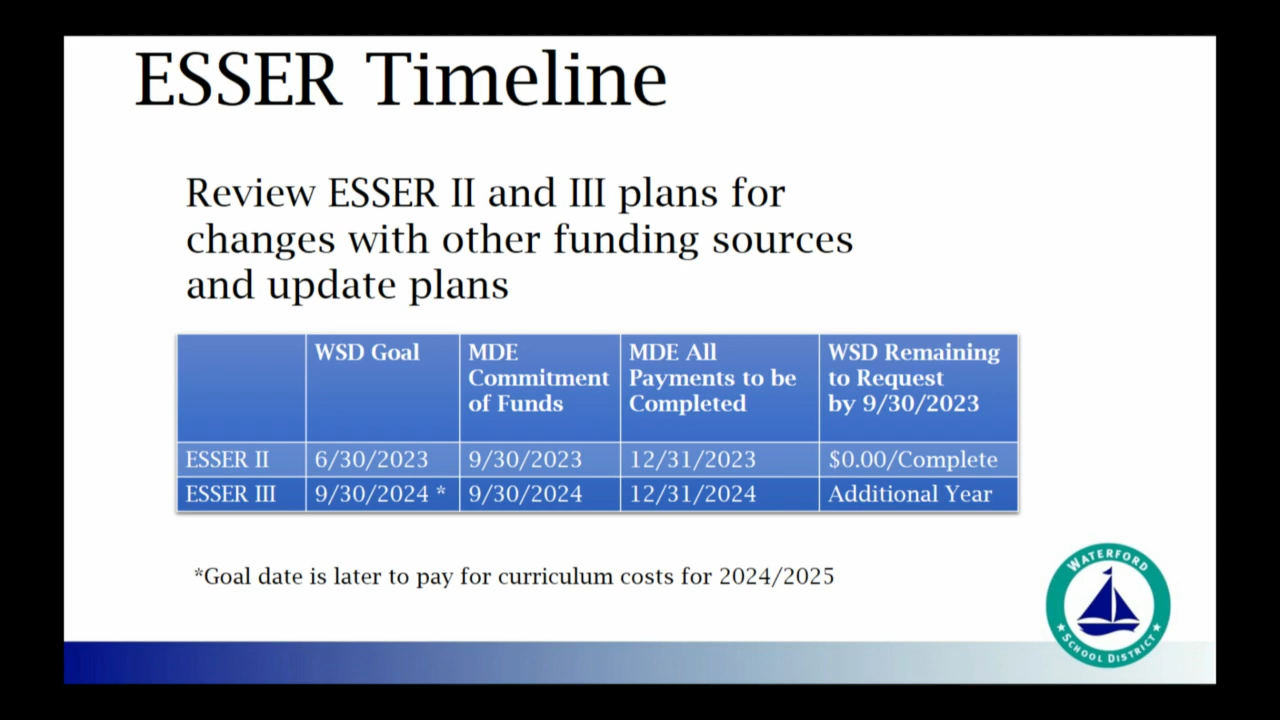 ESSER Timeline
Review ESSER II and III plans for
changes with other funding sources
and update plans
WSD Goal
MDE
Commitment
of Funds
MDE All
Payments to be
Completed
WSD Remaining
to Request
by 9/30/2023
ESSER II 6/30/2023 9/30/2023 12/31/2023 $0.00/Complete
ESSER III 9/30/2024 * 9/30/2024 12/31/2024 Additional Year
*Goal date is later to pay for curriculum costs for 2024/2025
WATERFORD
SCHOOL DISTRICT